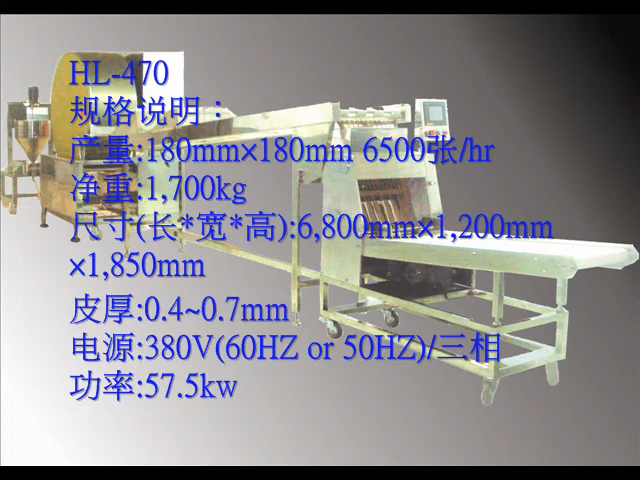 HL-470
规格说明：
产量:180mm×180mm 6500张/hr
净重:1,700kg
尺寸(长*宽*高):6,800mm×1,200mm
×1,850mm
皮厚:0.4~0.7mm
电源:380V(60HZ or 50HZ)/三相
功率:57.5kw